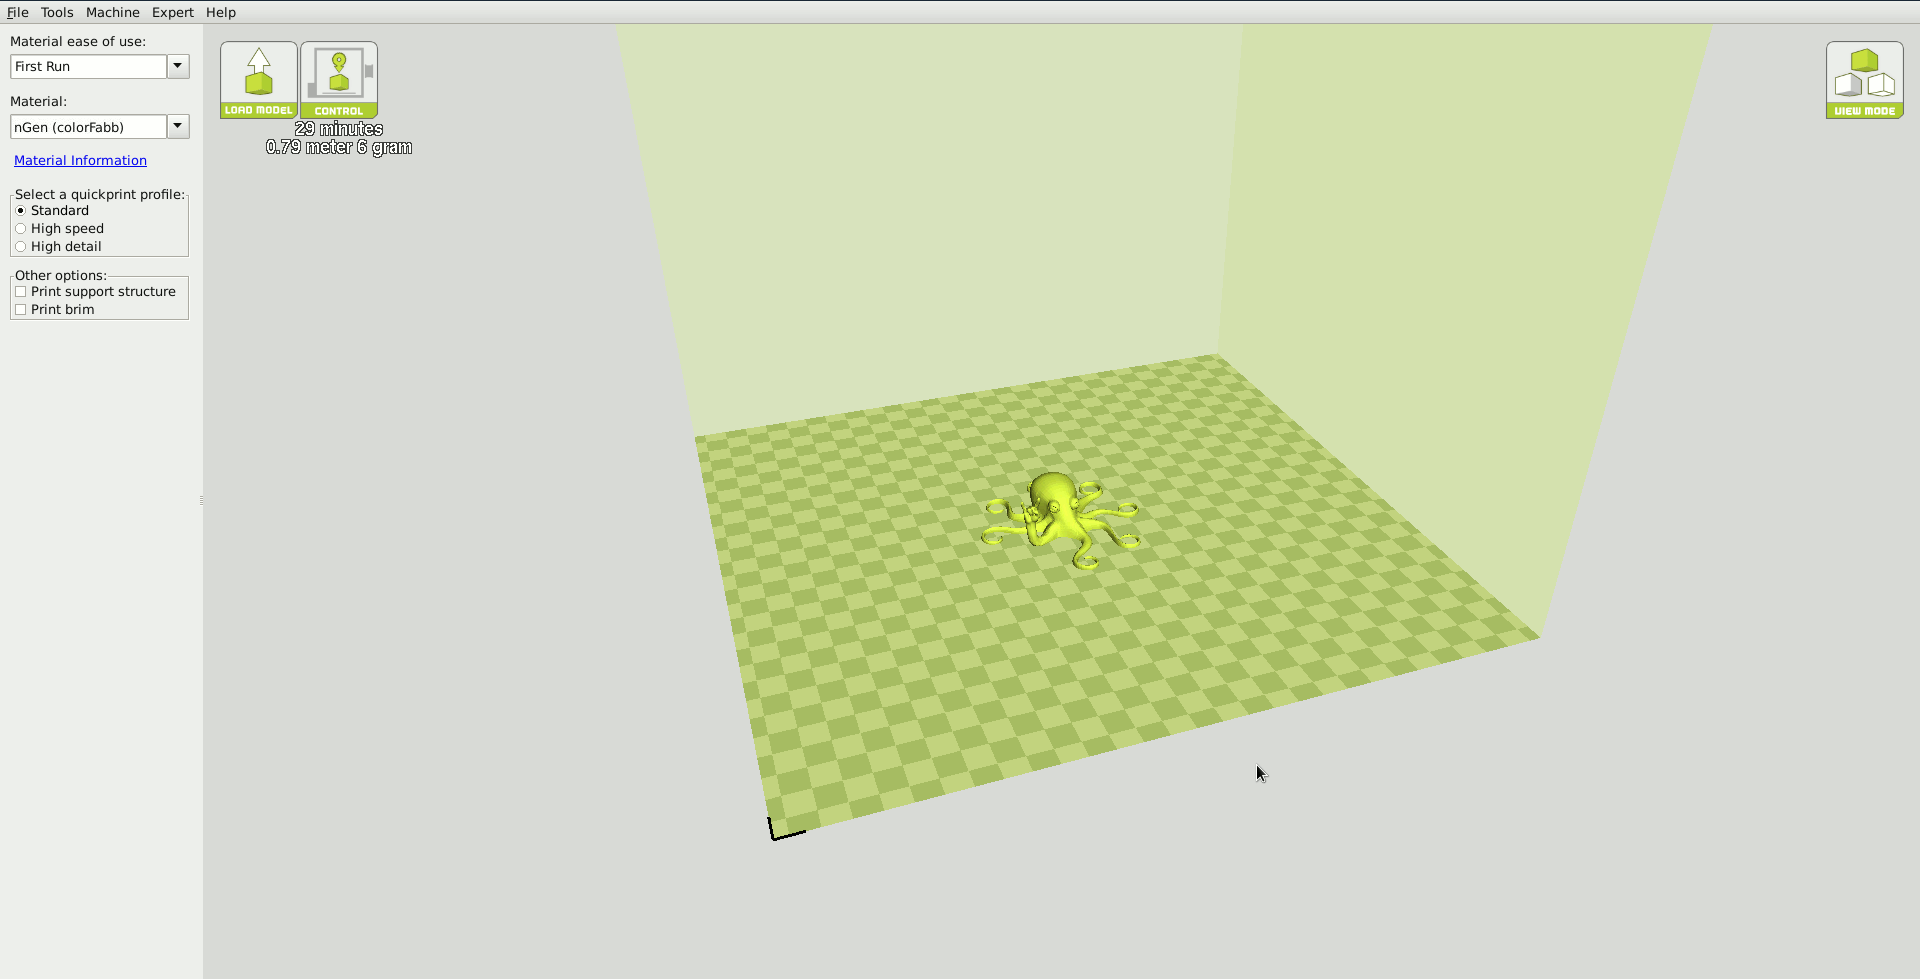 File Tools Machine Expert Help
Material ease of use:
First Run
Material:
nGen (colorFabb)
Material Information
Select a quickprint profile:
Standard
High speed
High detail
Other options:
Print support structure
Print brim
LOAD MODEL
CONTROL
29 minutes
0.79 meter 6 gram
VIEW MODE